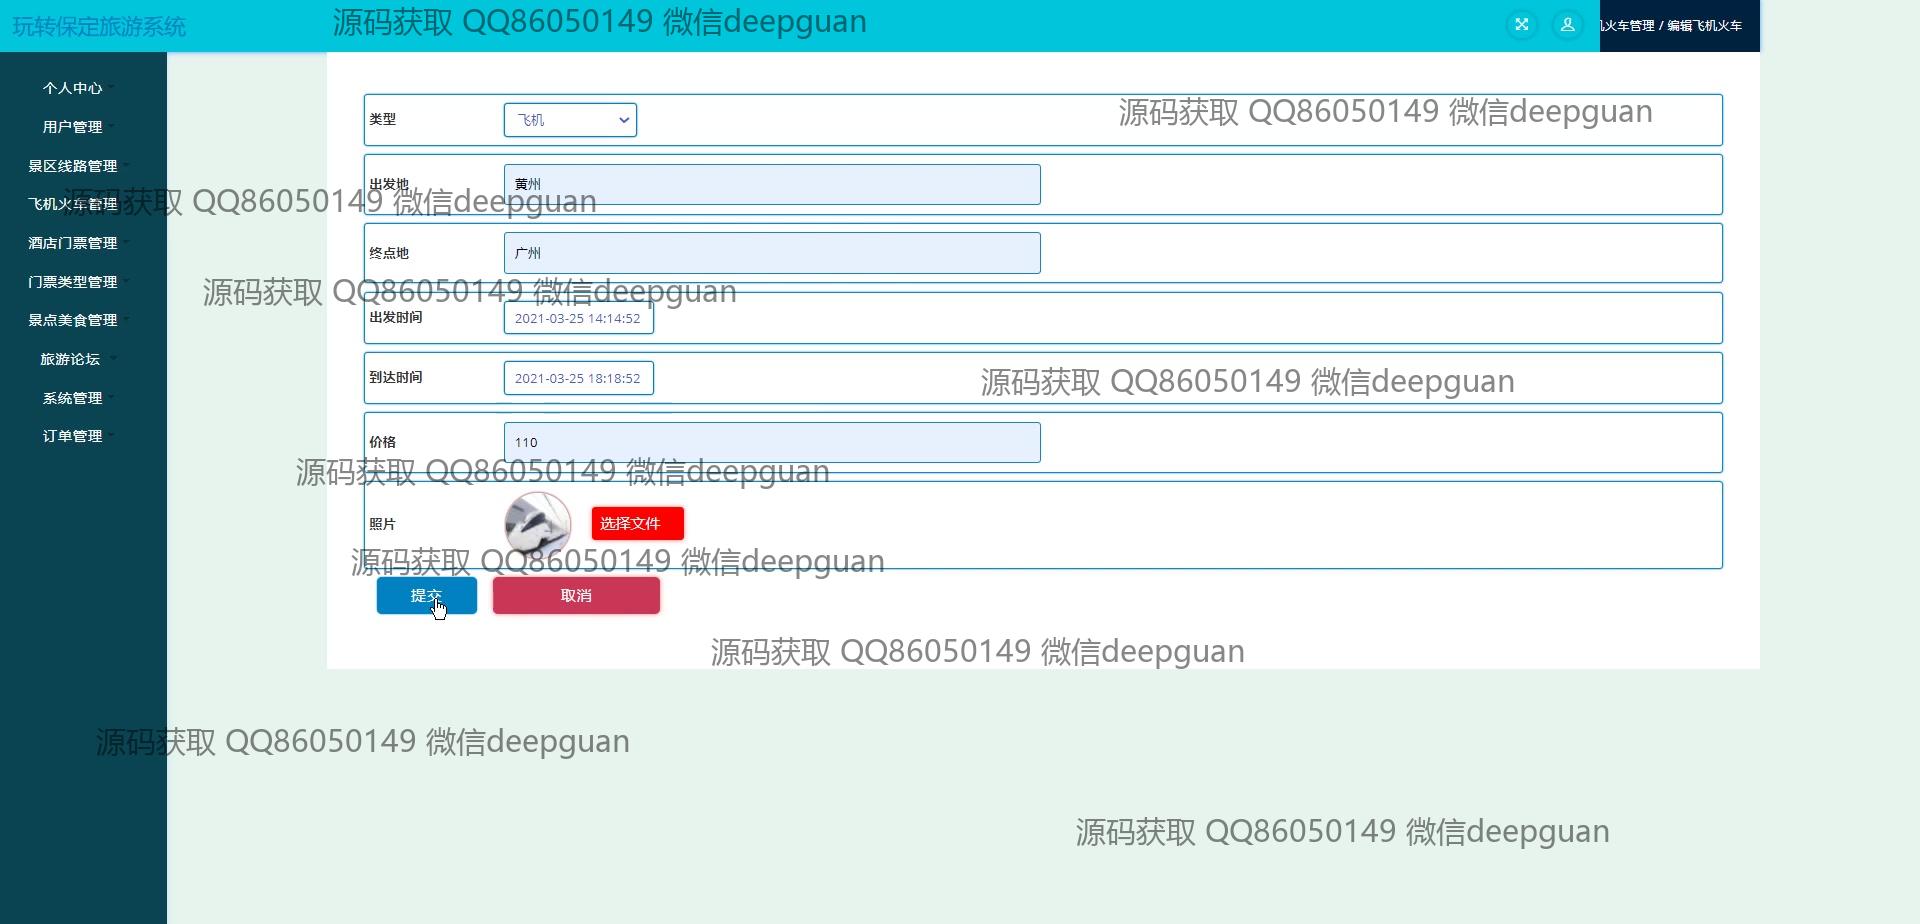 玩转保定旅游系统
源码获取 QQ86050149 微信deepguan
机火车管理 / 编辑飞机火车
个人中心
用户管理
景区线路管理
飞机火车管理
酒店门票管理
门票类型管理
景点美食管理
旅游论坛
系统管理
订单管理
类型
飞机
源码获取 QQ86050149 微信deepguan
出发地
黄州
源码获取 QQ86050149 微信deepguan
终点地
广州
源码获取 QQ86050149 微信deepguan
出发时间
2021-03-25 14:14:52
到达时间
2021-03-25 18:18:52
源码获取 QQ86050149 微信deepguan
价格
110
源码获取 QQ86050149 微信deepguan
照片
选择文件
源码获取 QQ86050149 微信deepguan
提交
取消
源码获取 QQ86050149 微信deepguan
源码获取 QQ86050149 微信deepguan
源码获取 QQ86050149 微信deepguan